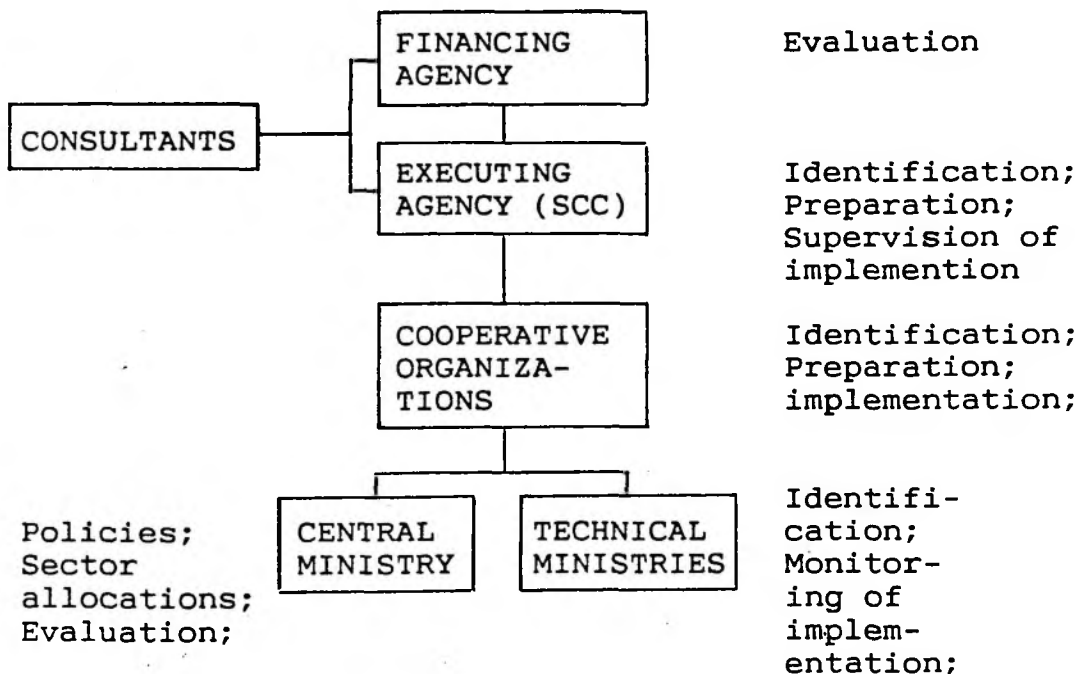 FINANCING
AGENCY
Evaluation
CONSULTANTS
EXECUTING
AGENCY (SCC)
Identification;
Preparation;
Supervision of
implemention
COOPERATIVE
ORGANIZA-
TIONS
Identification;
Preparation;
implementation;
Policies;
Sector
allocations;
Evaluation;
CENTRAL
MINISTRY
TECHNICAL
MINISTRIES
Identifi-
cation;
Monitor-
ing of
implem-
entation;